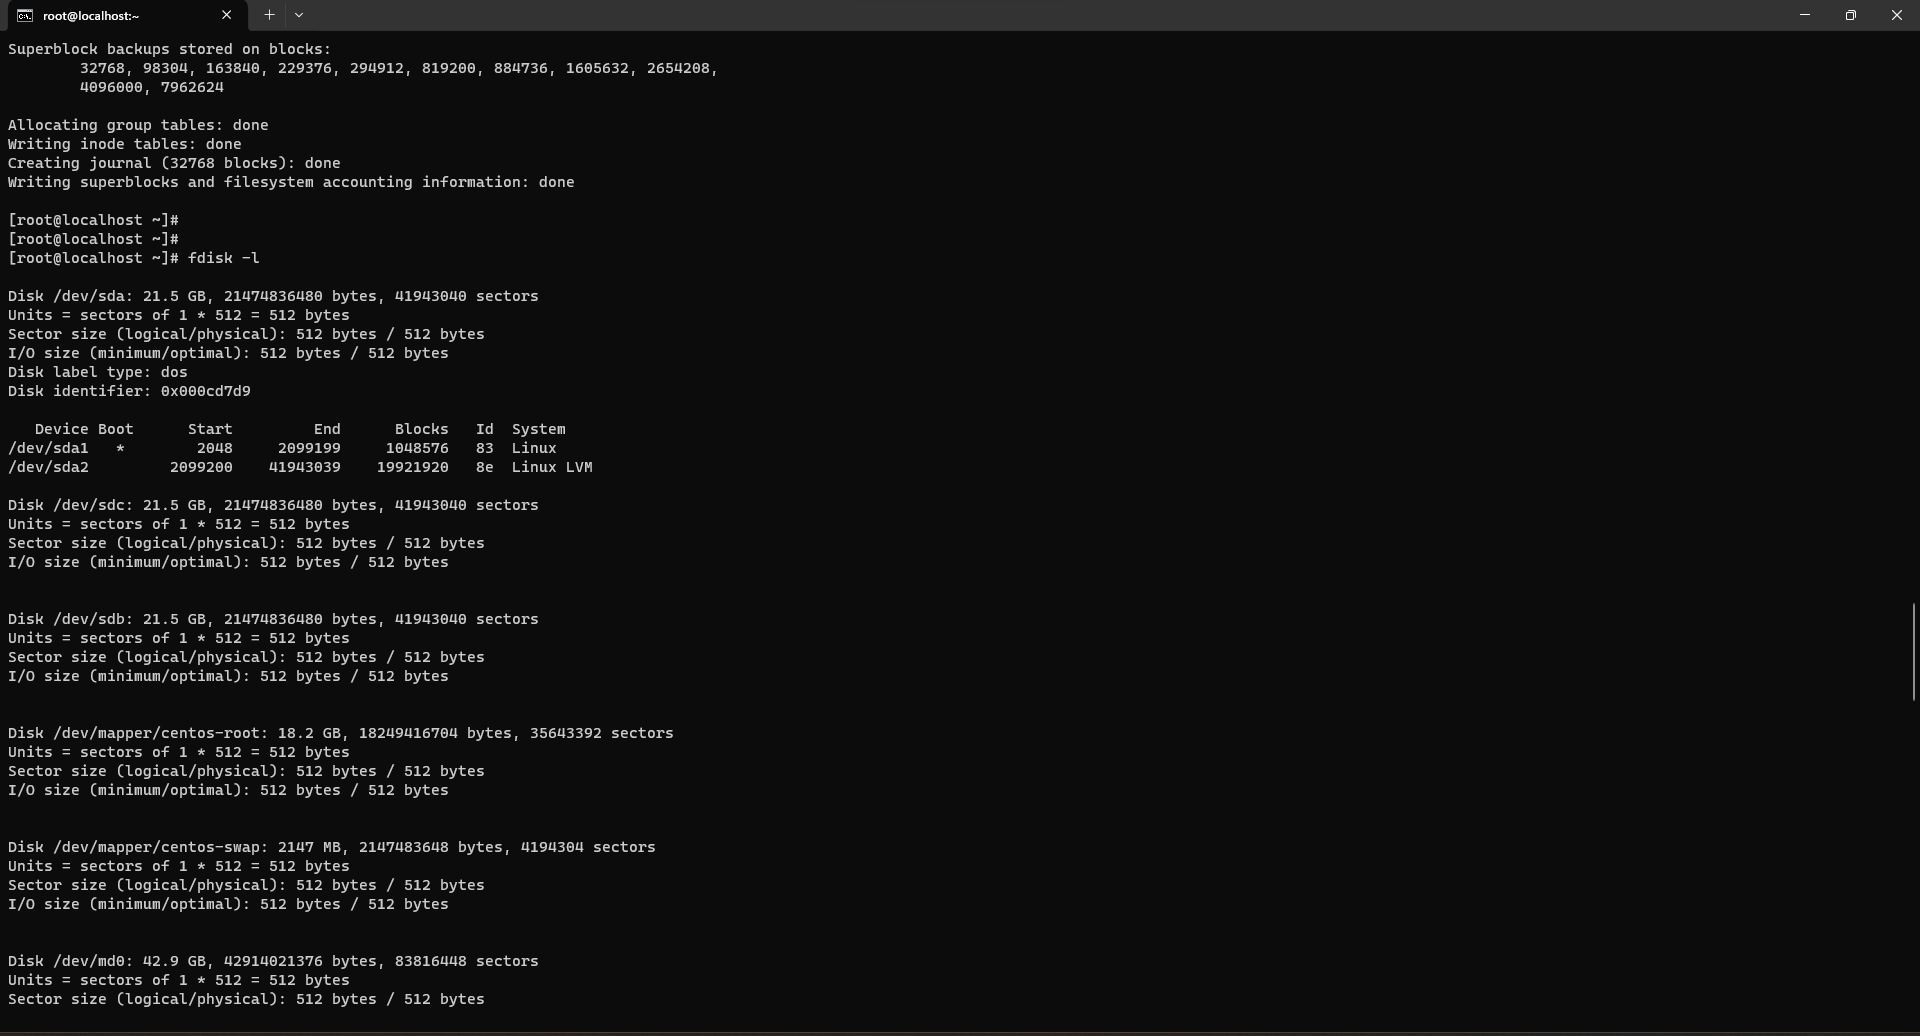 root@localhost:~
Superblock backups stored on blocks:
        32768, 98304, 163840, 229376, 294912, 819200, 884736, 1605632, 2654208,
        4096000, 7962624

Allocating group tables: done
Writing inode tables: done
Creating journal (32768 blocks): done
Writing superblocks and filesystem accounting information: done

[root@localhost ~]#
[root@localhost ~]#
[root@localhost ~]# fdisk -l

Disk /dev/sda: 21.5 GB, 21474836480 bytes, 41943040 sectors
Units = sectors of 1 * 512 = 512 bytes
Sector size (logical/physical): 512 bytes / 512 bytes
I/O size (minimum/optimal): 512 bytes / 512 bytes
Disk label type: dos
Disk identifier: 0x000cd7d9

   Device Boot      Start         End      Blocks   Id  System
/dev/sda1   *        2048     2099199     1048576   83  Linux
/dev/sda2         2099200    41943039    19921920   8e  Linux LVM

Disk /dev/sdc: 21.5 GB, 21474836480 bytes, 41943040 sectors
Units = sectors of 1 * 512 = 512 bytes
Sector size (logical/physical): 512 bytes / 512 bytes
I/O size (minimum/optimal): 512 bytes / 512 bytes


Disk /dev/sdb: 21.5 GB, 21474836480 bytes, 41943040 sectors
Units = sectors of 1 * 512 = 512 bytes
Sector size (logical/physical): 512 bytes / 512 bytes
I/O size (minimum/optimal): 512 bytes / 512 bytes


Disk /dev/mapper/centos-root: 18.2 GB, 18249416704 bytes, 35643392 sectors
Units = sectors of 1 * 512 = 512 bytes
Sector size (logical/physical): 512 bytes / 512 bytes
I/O size (minimum/optimal): 512 bytes / 512 bytes


Disk /dev/mapper/centos-swap: 2147 MB, 2147483648 bytes, 4194304 sectors
Units = sectors of 1 * 512 = 512 bytes
Sector size (logical/physical): 512 bytes / 512 bytes
I/O size (minimum/optimal): 512 bytes / 512 bytes


Disk /dev/md0: 42.9 GB, 42914021376 bytes, 83816448 sectors
Units = sectors of 1 * 512 = 512 bytes
Sector size (logical/physical): 512 bytes / 512 bytes